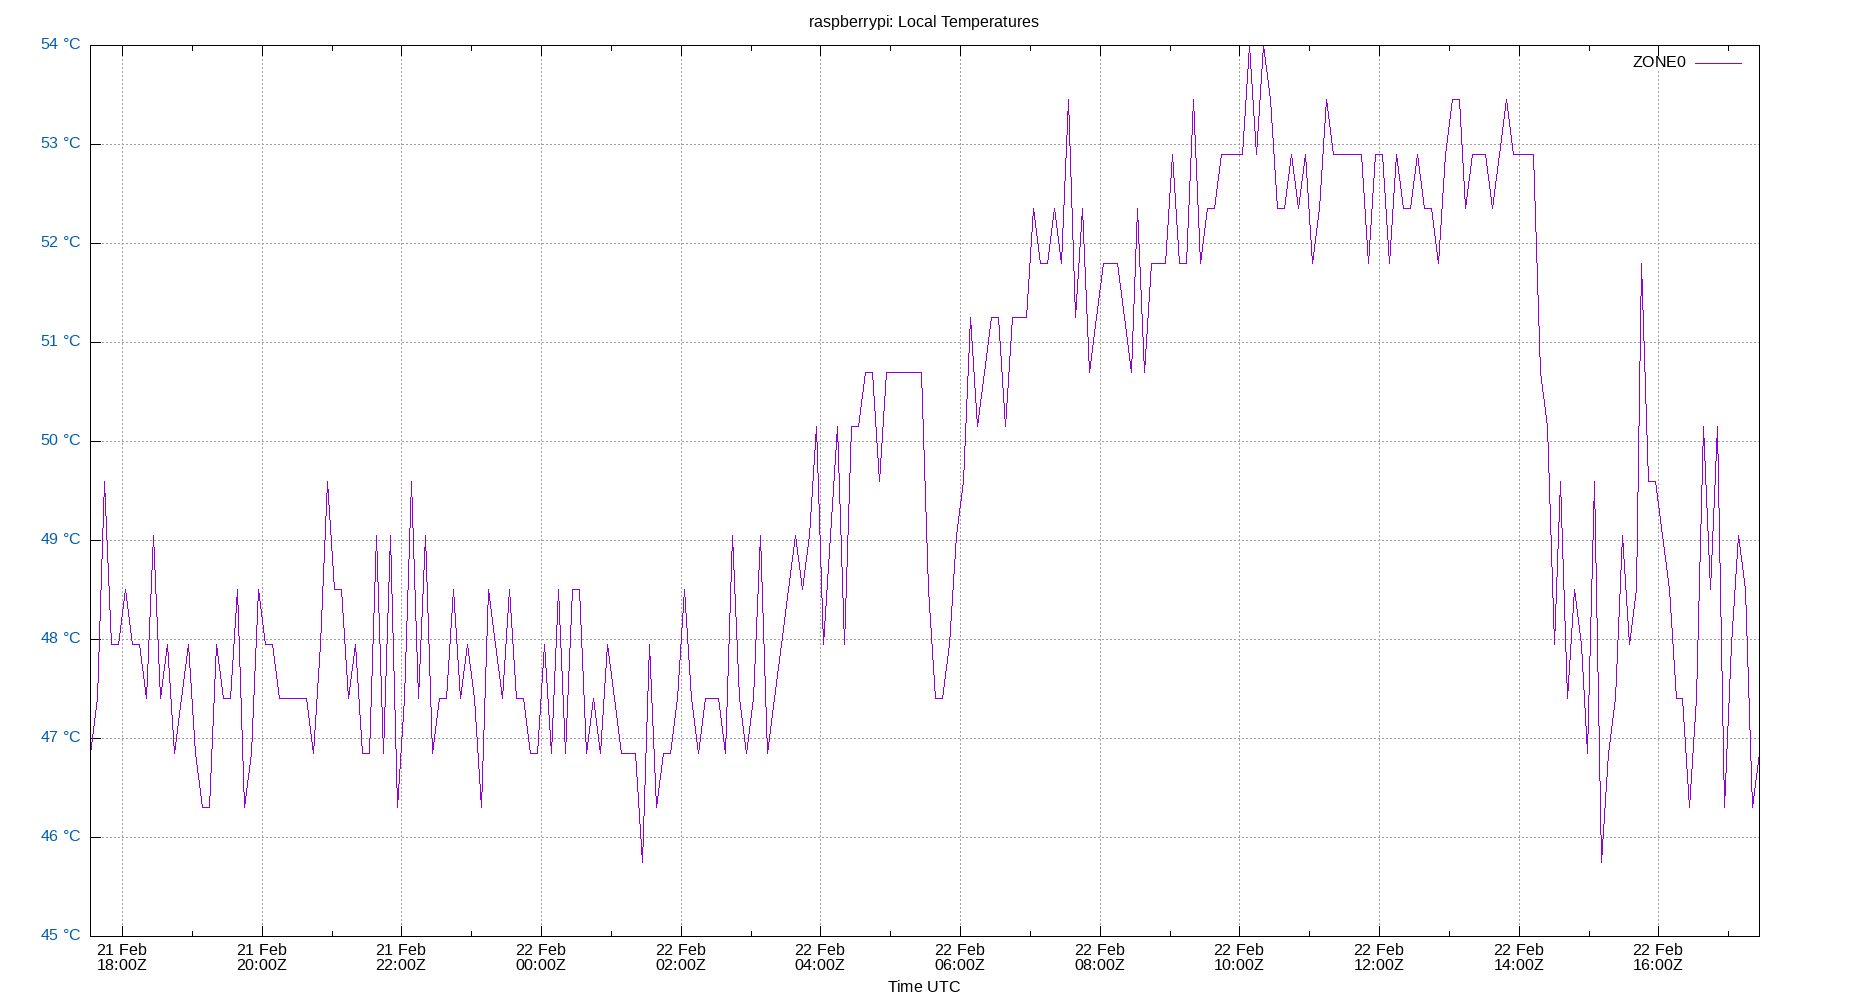 raspberrypi: Local Temperatures
ZONE0
54 °C
53 °C
52 °C
51 °C
50 °C
49 °C
48 °C
47 °C
46 °C
45 °C
21 Feb 21 Feb 21 Feb 22 Feb 22 Feb 22 Feb 22 Feb 22 Feb 22 Feb 22 Feb 22 Feb 22 Feb
18:00Z 20:00Z 22:00Z 00:00Z 02:00Z 04:00Z 06:00Z 08:00Z 10:00Z 12:00Z 14:00Z 16:00Z
Time UTC